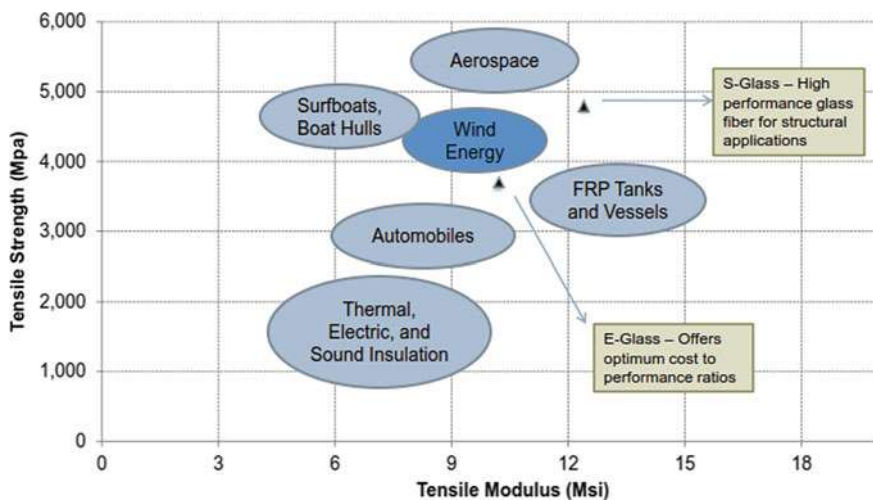 6,000
5,000
4,000
3,000
2,000
1,000
0
Tensile Strength (Mpa)
0
3
6
9
12
15
18
Tensile Modulus (Msi)
Aerospace
Surfboats,
Boat Hulls
Wind
Energy
FRP Tanks
and Vessels
Automobiles
Thermal,
Electric, and
Sound Insulation
S-Glass – High
performance glass
fiber for structural
applications
E-Glass – Offers
optimum cost to
performance ratios